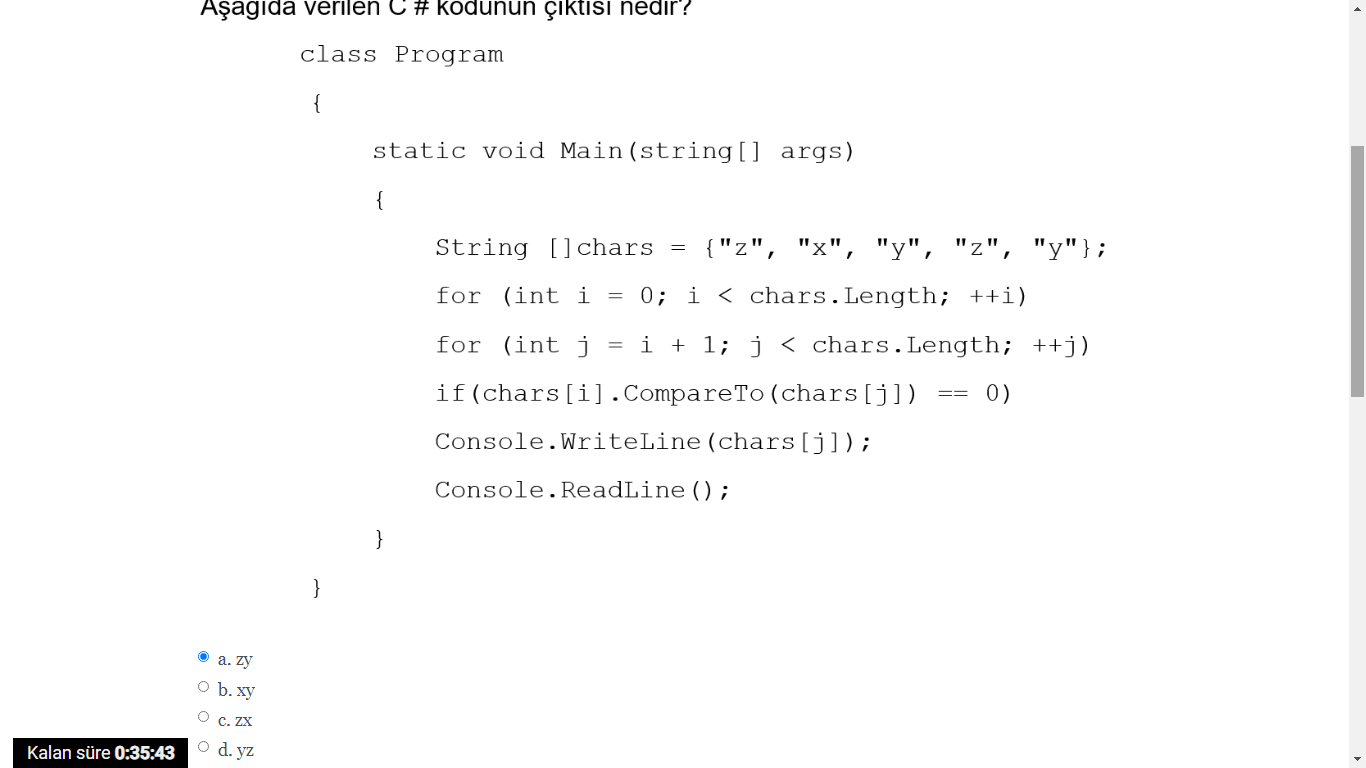 Aşağıda verilen C # kodunun çıktısı nedir?
class Program
{
static void Main(string[] args)
{
String []chars = {"z", "x", "y", "z", "y"};
for (int i = 0; i < chars.Length; ++i)
for (int j = i + 1; j < chars.Length; ++j)
if(chars[i].CompareTo(chars[j]) == 0)
Console.WriteLine(chars[j]);
Console.ReadLine();
}
}
a. zy
b. xy
c. zx
d. yz
Kalan süre 0:35:43